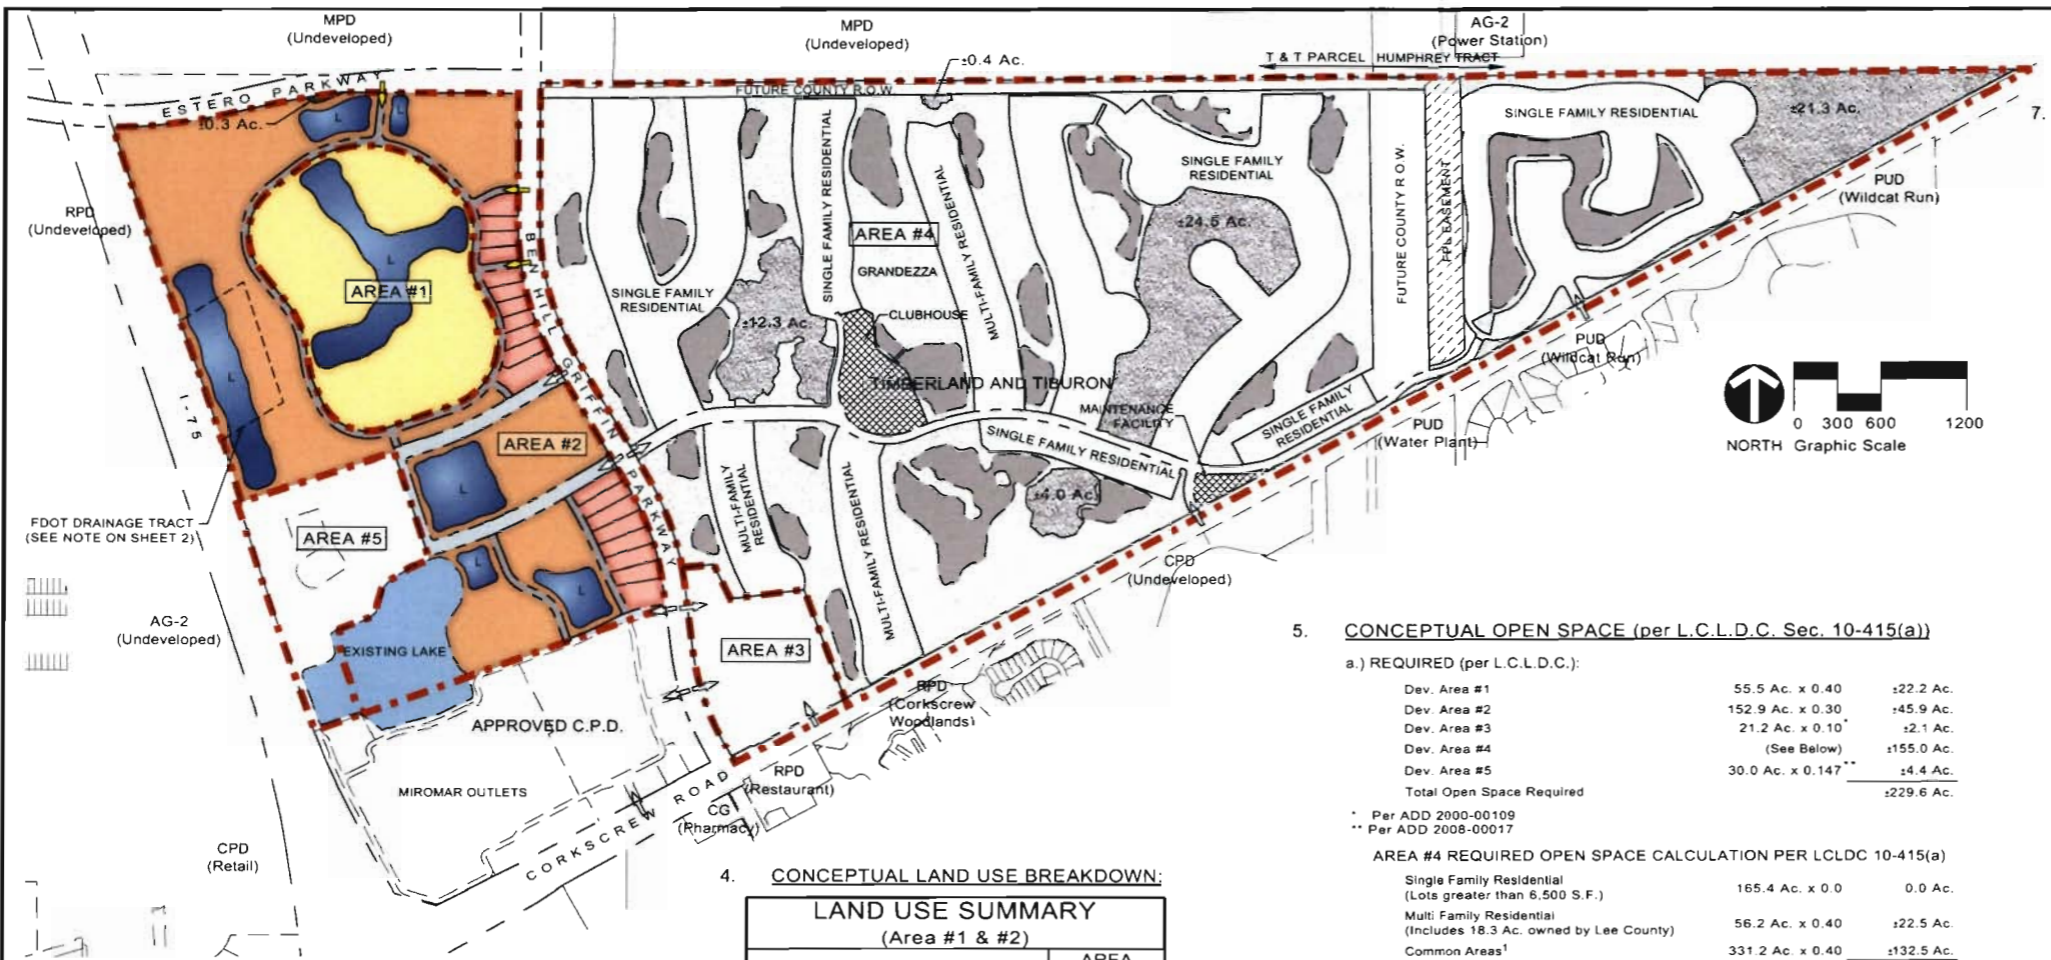 MPD
(Undeveloped)
MPD
(Undeveloped)
AG-2
(Power Station)
±0.4 Ac.
T & T PARCEL HUMPHREY TRACT
ESTERO PARKWAY
±0.3 Ac.
FUTURE COUNTY R.O.W.
L
L
SINGLE FAMILY RESIDENTIAL
±21.3 Ac.
7.
SINGLE FAMILY RESIDENTIAL
MULTI-FAMILY RESIDENTIAL
SINGLE FAMILY
RESIDENTIAL
FUTURE COUNTY R.O.W.
FPL EASEMENT
PUD
(Wildcat Run)
RPD
(Undeveloped)
BEN HILL GRIFFIN PARKWAY
AREA #4
±24.5 Ac.
GRANDEZZA
L
AREA #1
SINGLE FAMILY
RESIDENTIAL
±12.3 Ac.
CLUBHOUSE
PUD
(Wildcat Run)
L
I-75
TIMBERLAND AND TIBURON
MAINTENANCE
FACILITY
SINGLE FAMILY
RESIDENTIAL
PUD
(Water Plant)
NORTH
0 300 600 1200
Graphic Scale
AREA #2
SINGLE FAMILY RESIDENTIAL
L
MULTI-FAMILY
RESIDENTIAL
MULTI-FAMILY RESIDENTIAL
±4.0 Ac.
FDOT DRAINAGE TRACT
(SEE NOTE ON SHEET 2)
AREA #5
L
L
CPD
(Undeveloped)
AG-2
(Undeveloped)
EXISTING LAKE
AREA #3
RPD
(Corkscrew
Woodlands)
APPROVED C.P.D.
MIROMAR OUTLETS
RPD
(Restaurant)
CG
(Pharmacy)
CORKSCREW ROAD
CPD
(Retail)
4. CONCEPTUAL LAND USE BREAKDOWN:
LAND USE SUMMARY
(Area #1 & #2)
AREA
5. CONCEPTUAL OPEN SPACE (per L.C.L.D.C. Sec. 10-415(a))
a.) REQUIRED (per L.C.L.D.C.):
Dev. Area #1 55.5 Ac. x 0.40 ±22.2 Ac.
Dev. Area #2 152.9 Ac. x 0.30 ±45.9 Ac.
Dev. Area #3 21.2 Ac. x 0.10* ±2.1 Ac.
Dev. Area #4 (See Below) ±155.0 Ac.
Dev. Area #5 30.0 Ac. x 0.147** ±4.4 Ac.
Total Open Space Required ±229.6 Ac.
* Per ADD 2000-00109
** Per ADD 2008-00017
AREA #4 REQUIRED OPEN SPACE CALCULATION PER LCLDC 10-415(a)
Single Family Residential
(Lots greater than 6,500 S.F.) 165.4 Ac. x 0.0 0.0 Ac.
Multi Family Residential
(Includes 18.3 Ac. owned by Lee County) 56.2 Ac. x 0.40 ±22.5 Ac.
Common Areas¹ 331.2 Ac. x 0.40 ±132.5 Ac.